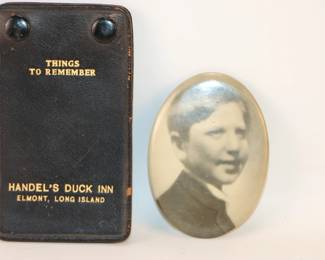 THINGS
TO REMEMBER
HANDEL'S DUCK INN
ELMONT, LONG ISLAND